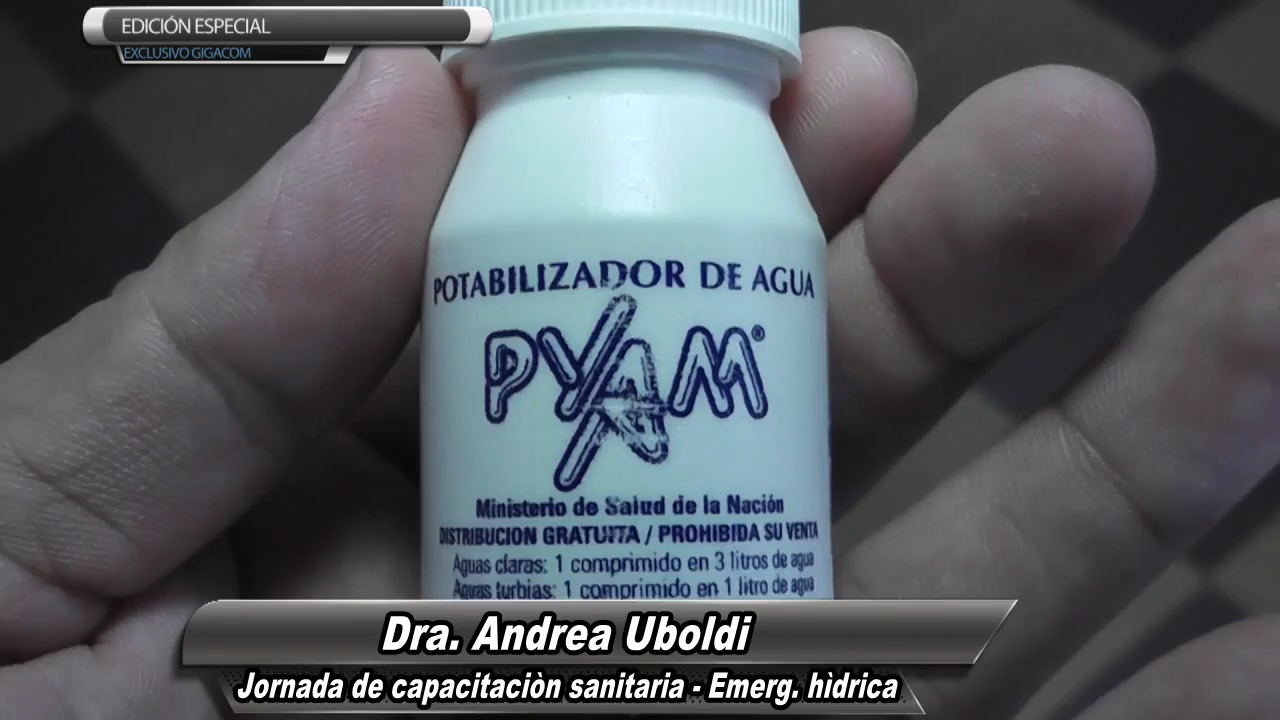 EDICIÓN ESPECIAL
EXCLUSIVO GIGACOM
POTABILIZADOR DE AGUA
PYAM®
Ministerio de Salud de la Nación
DISTRIBUCION GRATUITA / PROHIBIDA SU VENTA
Aguas claras: 1 comprimido en 3 litros de agua
Aguas turbias: 1 comprimido en 1 litro de agua
Dra. Andrea Uboldi
Jornada de capacitaciòn sanitaria - Emerg. hìdrica